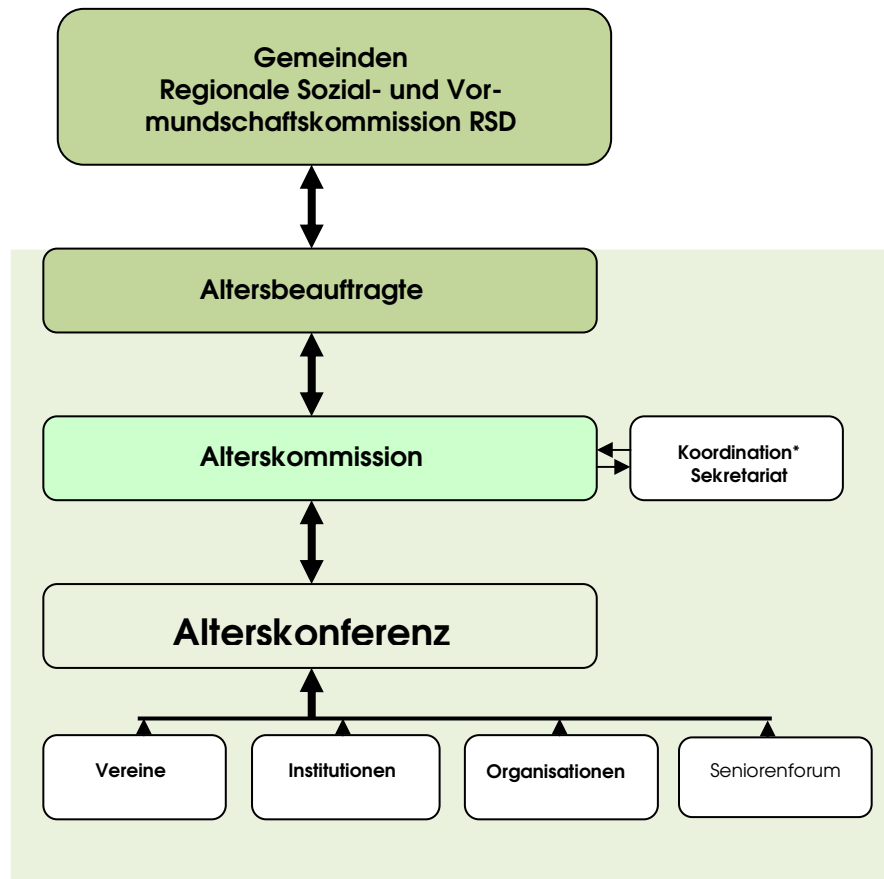 Gemeinden
Regionale Sozial- und Vor-
mundschaftskommission RSD
Altersbeauftragte
Alterskommission
Koordination*
Sekretariat
Alterskonferenz
Vereine
Institutionen
Organisationen
Seniorenforum